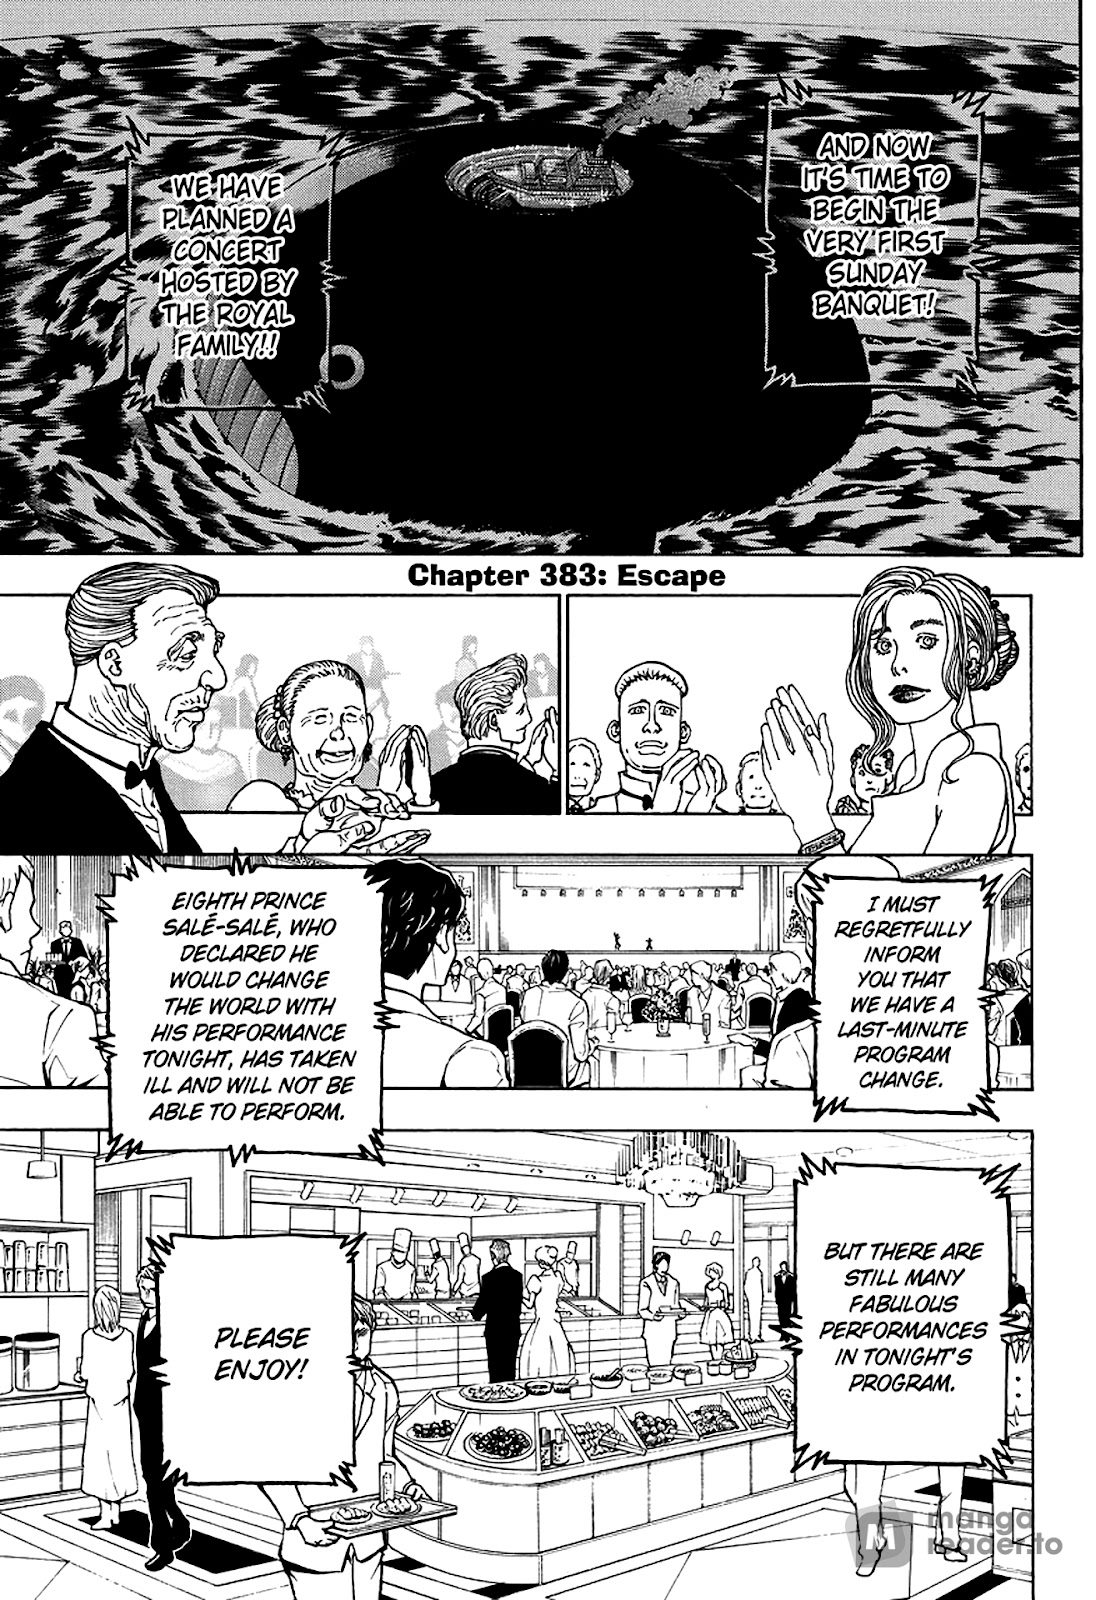 AND NOW
IT'S TIME TO
BEGIN THE
VERY FIRST
SUNDAY
BANQUET!
WE HAVE
PLANNED A
CONCERT
HOSTED BY
THE ROYAL
FAMILY!!
Chapter 383: Escape
I MUST
REGRETFULLY
INFORM
YOU THAT
WE HAVE A
LAST-MINUTE
PROGRAM
CHANGE.
EIGHTH PRINCE
SALÉ-SALÉ, WHO
DECLARED HE
WOULD CHANGE
THE WORLD WITH
HIS PERFORMANCE
TONIGHT, HAS TAKEN
ILL AND WILL NOT BE
ABLE TO PERFORM.
BUT THERE ARE
STILL MANY
FABULOUS
PERFORMANCES
IN TONIGHT'S
PROGRAM.
PLEASE
ENJOY!
M
manga
reader.to